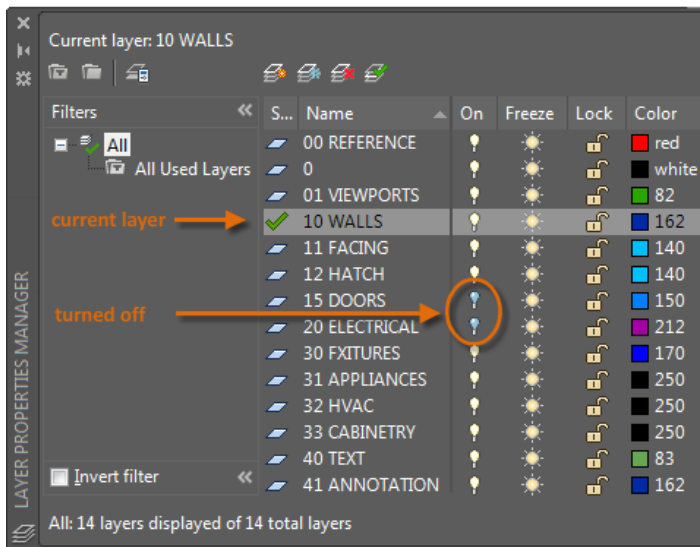 Current layer: 10 WALLS
Filters
S... Name On Freeze Lock Color
All
All Used Layers
00 REFERENCE red
0 white
01 VIEWPORTS 82
current layer
10 WALLS 162
11 FACING 140
12 HATCH 140
turned off
15 DOORS 150
20 ELECTRICAL 212
30 FXITURES 170
31 APPLIANCES 250
32 HVAC 250
33 CABINETRY 250
40 TEXT 83
41 ANNOTATION 162
Invert filter
All: 14 layers displayed of 14 total layers
LAYER PROPERTIES MANAGER